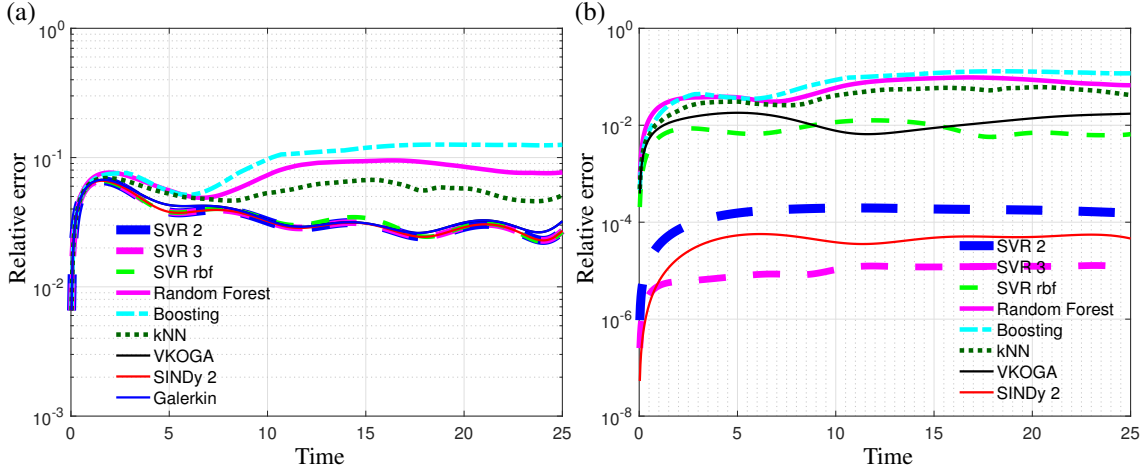 (a)
Relative error
10^0
10^-1
10^-2
10^-3
SVR 2
SVR 3
SVR rbf
Random Forest
Boosting
kNN
VKOGA
SINDy 2
Galerkin
0 5 10 15 20 25
Time
(b)
Relative error
10^0
10^-2
10^-4
10^-6
10^-8
SVR 2
SVR 3
SVR rbf
Random Forest
Boosting
kNN
VKOGA
SINDy 2
0 5 10 15 20 25
Time